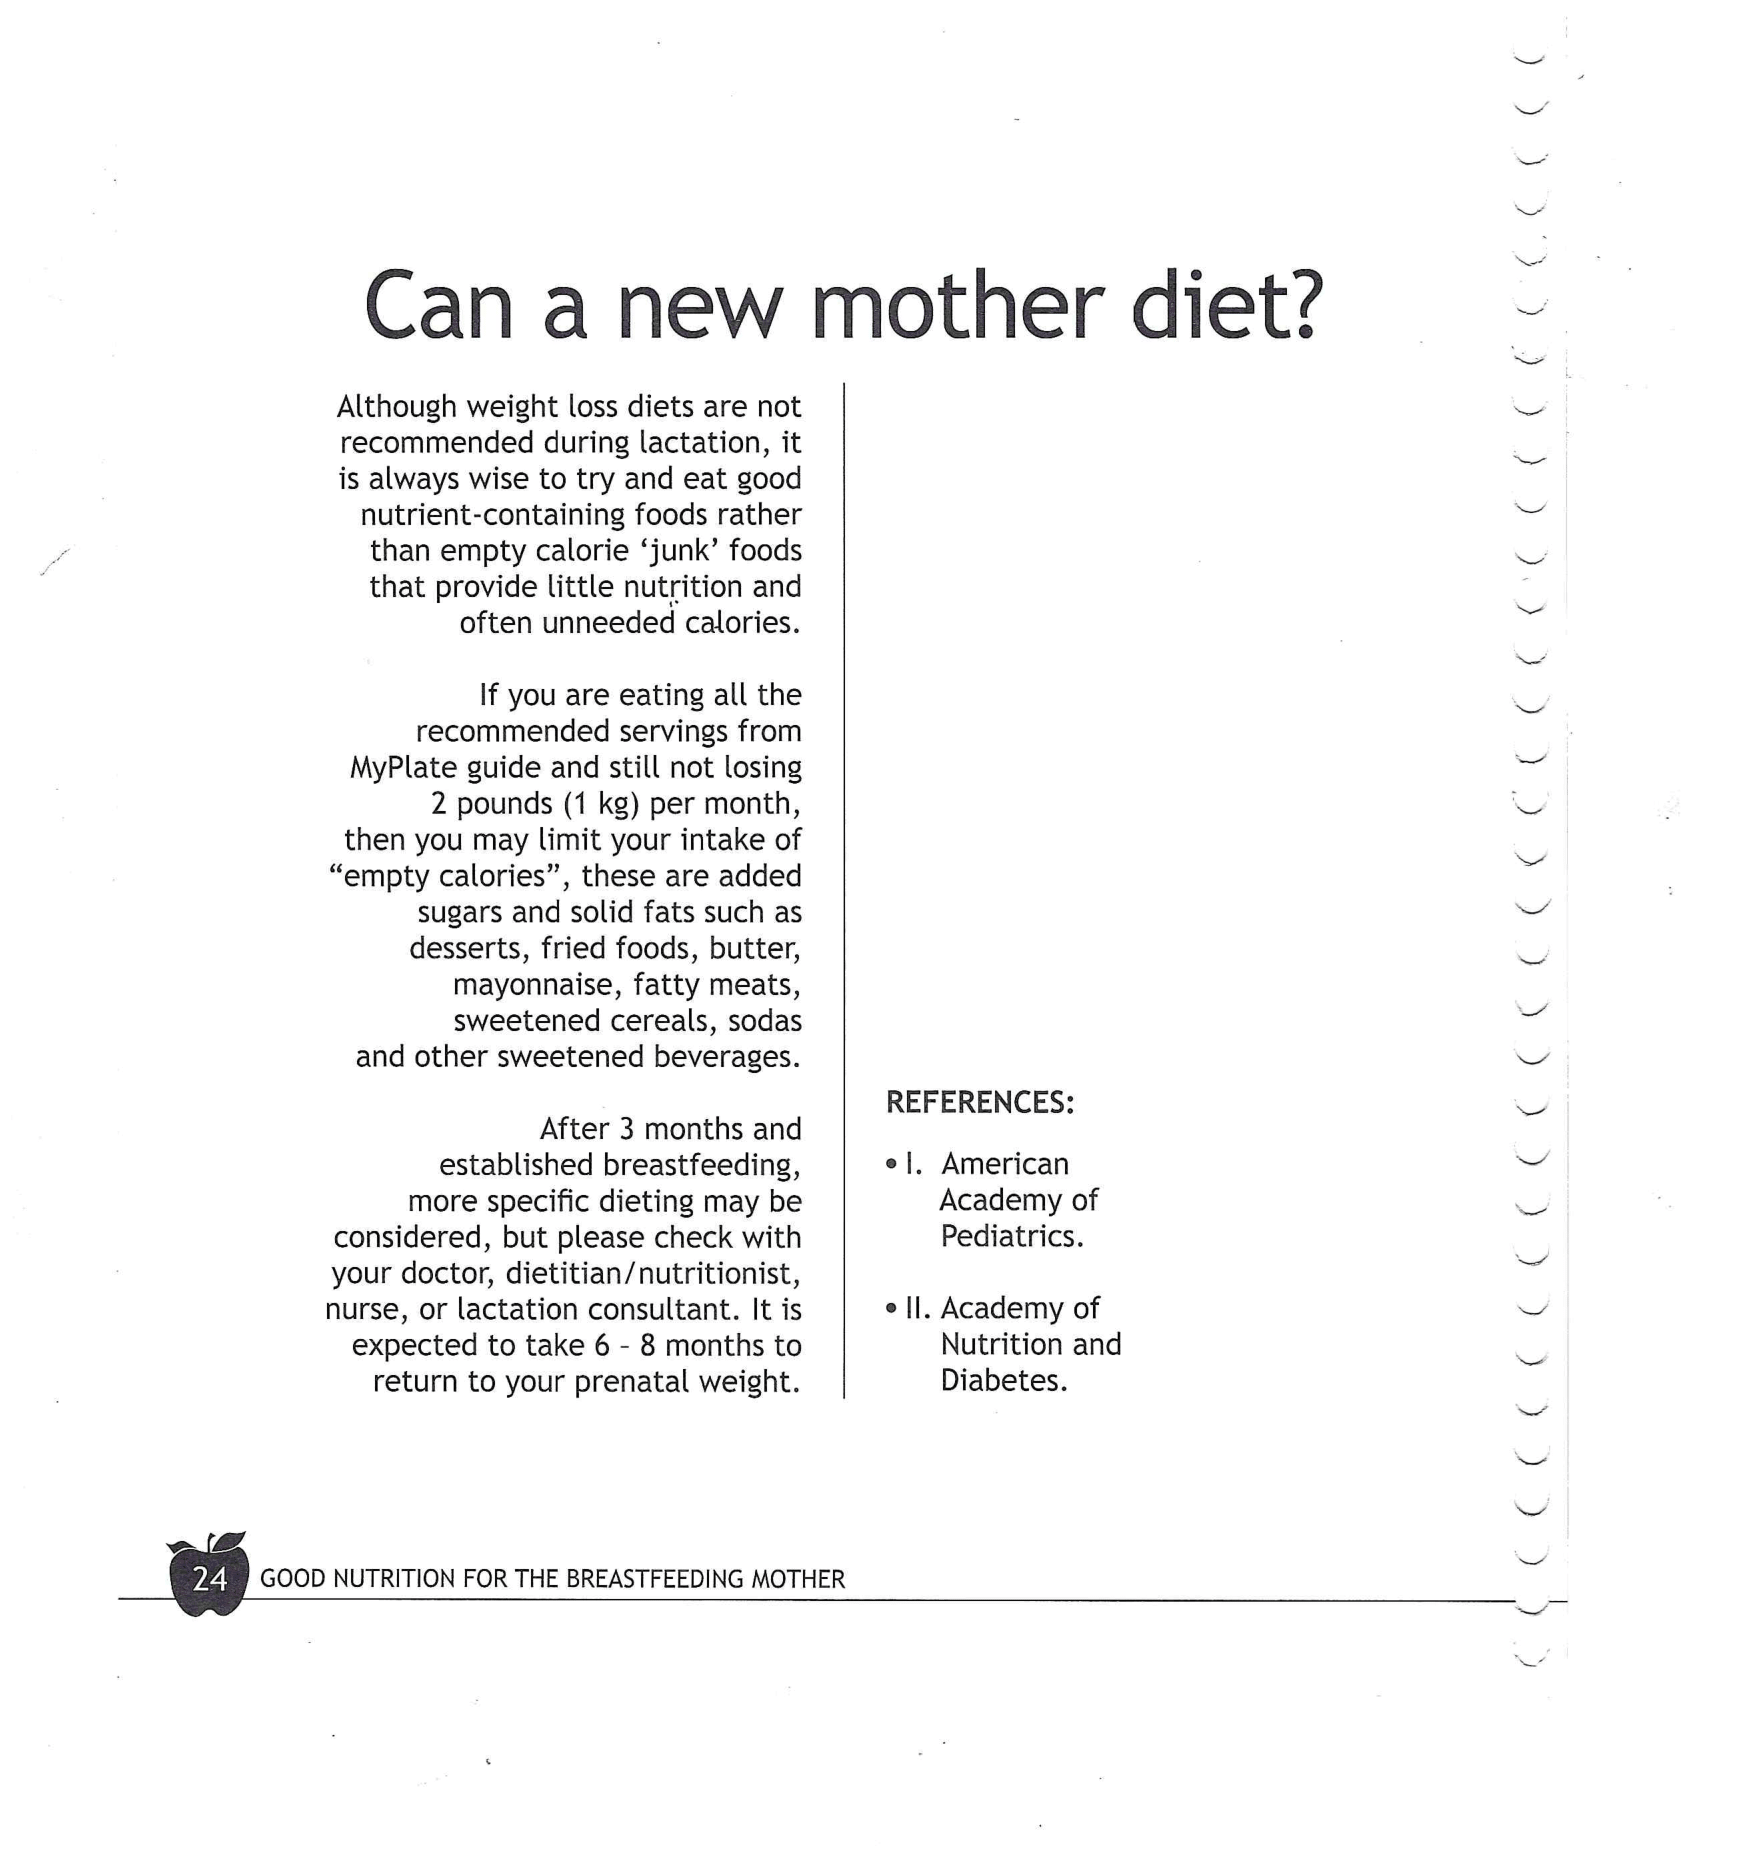 Can a new mother diet?
Although weight loss diets are not
recommended during lactation, it
is always wise to try and eat good
nutrient-containing foods rather
than empty calorie ‘junk’ foods
that provide little nutrition and
often unneeded calories.
If you are eating all the
recommended servings from
MyPlate guide and still not losing
2 pounds (1 kg) per month,
then you may limit your intake of
“empty calories”, these are added
sugars and solid fats such as
desserts, fried foods, butter,
mayonnaise, fatty meats,
sweetened cereals, sodas
and other sweetened beverages.
After 3 months and
established breastfeeding,
more specific dieting may be
considered, but please check with
your doctor, dietitian/nutritionist,
nurse, or lactation consultant. It is
expected to take 6 - 8 months to
return to your prenatal weight.
REFERENCES:
• I. American
Academy of
Pediatrics.
• II. Academy of
Nutrition and
Diabetes.
24 GOOD NUTRITION FOR THE BREASTFEEDING MOTHER